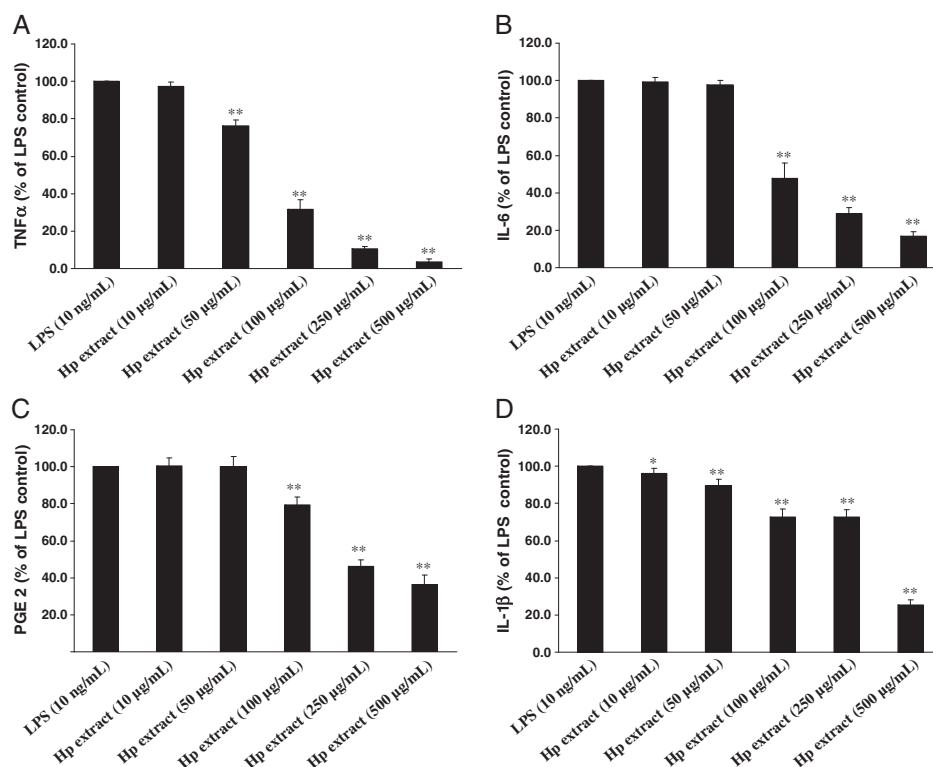 A
120.0
100.0
80.0
60.0
40.0
20.0
0.0
TNFα (% of LPS control)
**
**
**
**
LPS (10 ng/mL)
Hp extract (10 µg/mL)
Hp extract (50 µg/mL)
Hp extract (100 µg/mL)
Hp extract (250 µg/mL)
Hp extract (500 µg/mL)
B
120.0
100.0
80.0
60.0
40.0
20.0
0.0
IL-6 (% of LPS control)
**
**
**
LPS (10 ng/mL)
Hp extract (10 µg/mL)
Hp extract (50 µg/mL)
Hp extract (100 µg/mL)
Hp extract (250 µg/mL)
Hp extract (500 µg/mL)
C
120.0
100.0
80.0
60.0
40.0
20.0
PGE 2 (% of LPS control)
**
**
**
LPS (10 ng/mL)
Hp extract (10 µg/mL)
Hp extract (50 µg/mL)
Hp extract (100 µg/mL)
Hp extract (250 µg/mL)
Hp extract (500 µg/mL)
D
120.0
100.0
80.0
60.0
40.0
20.0
0.0
IL-1β (% of LPS control)
*
**
**
**
**
LPS (10 ng/mL)
Hp extract (10 µg/mL)
Hp extract (50 µg/mL)
Hp extract (100 µg/mL)
Hp extract (250 µg/mL)
Hp extract (500 µg/mL)